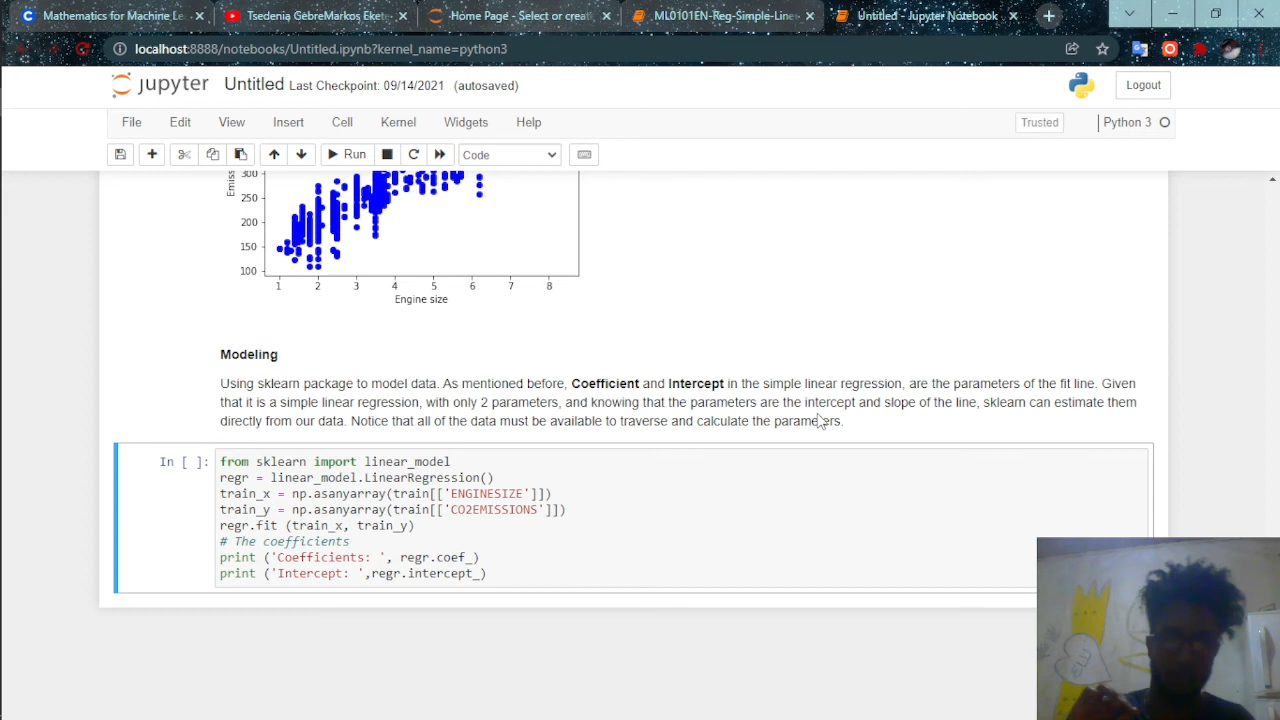 Mathematics for Machine Le
Tsedenia GebreMarkos Eket
Home Page - Select or creat
ML0101EN-Reg-Simple-Line
Untitled - Jupyter Notebook
localhost:8888/notebooks/Untitled.ipynb?kernel_name=python3
jupyter Untitled Last Checkpoint: 09/14/2021 (autosaved)
Logout
File Edit View Insert Cell Kernel Widgets Help
Trusted
Python 3
Run
Code
Emiss
300
250
200
150
100
1 2 3 4 5 6 7 8
Engine size
Modeling
Using sklearn package to model data. As mentioned before, Coefficient and Intercept in the simple linear regression, are the parameters of the fit line. Given
that it is a simple linear regression, with only 2 parameters, and knowing that the parameters are the intercept and slope of the line, sklearn can estimate them
directly from our data. Notice that all of the data must be available to traverse and calculate the parameters.
In [ ]:
from sklearn import linear_model
regr = linear_model.LinearRegression()
train_x = np.asanyarray(train[['ENGINESIZE']])
train_y = np.asanyarray(train[['CO2EMISSIONS']])
regr.fit (train_x, train_y)
# The coefficients
print ('Coefficients: ', regr.coef_)
print ('Intercept: ',regr.intercept_)